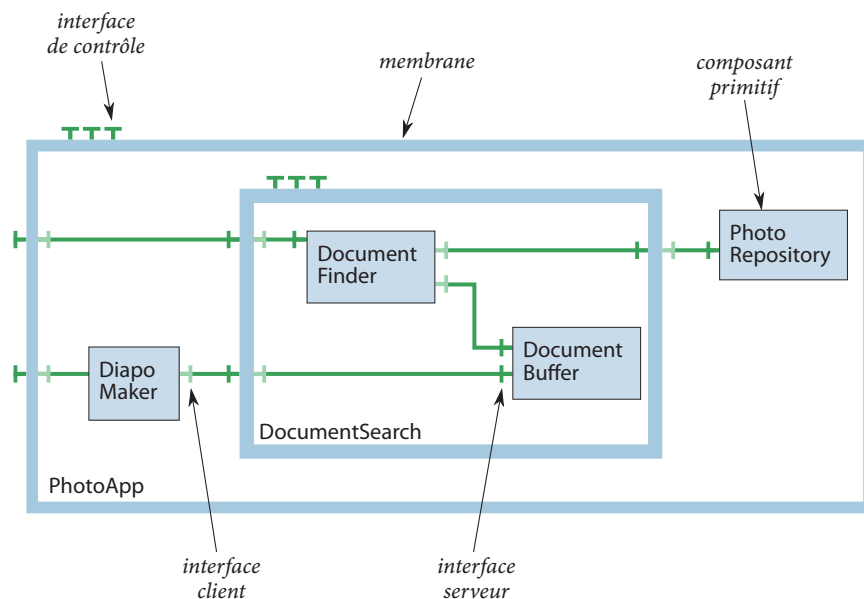 interface
de contrôle
membrane
composant
primitif
Document
Finder
Photo
Repository
Diapo
Maker
Document
Buffer
DocumentSearch
PhotoApp
interface
client
interface
serveur